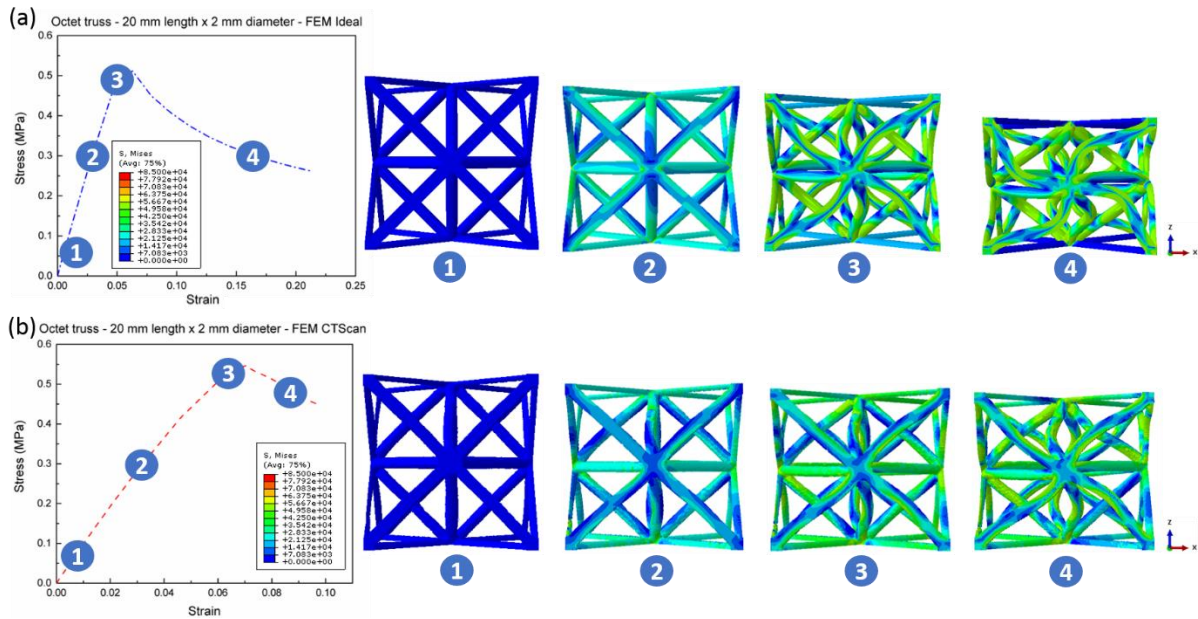 (a)
Octet truss - 20 mm length x 2 mm diameter - FEM Ideal
Stress (MPa)
0.6
0.5
0.4
0.3
0.2
0.1
0.0
0.00 0.05 0.10 0.15 0.20 0.25
Strain
1
2
3
4
S, Mises
(Avg: 75%)
+8.500e+04
+7.792e+04
+7.083e+04
+6.375e+04
+5.667e+04
+4.958e+04
+4.250e+04
+3.542e+04
+2.833e+04
+2.125e+04
+1.417e+04
+7.083e+03
+0.000e+00
1 2 3 4
z
x
(b)
Octet truss - 20 mm length x 2 mm diameter - FEM CTScan
Stress (MPa)
0.6
0.5
0.4
0.3
0.2
0.1
0.0
0.00 0.02 0.04 0.06 0.08 0.10
Strain
1
2
3
4
S, Mises
(Avg: 75%)
+8.500e+04
+7.792e+04
+7.083e+04
+6.375e+04
+5.667e+04
+4.958e+04
+4.250e+04
+3.542e+04
+2.833e+04
+2.125e+04
+1.417e+04
+7.083e+03
+0.000e+00
1 2 3 4
z
x